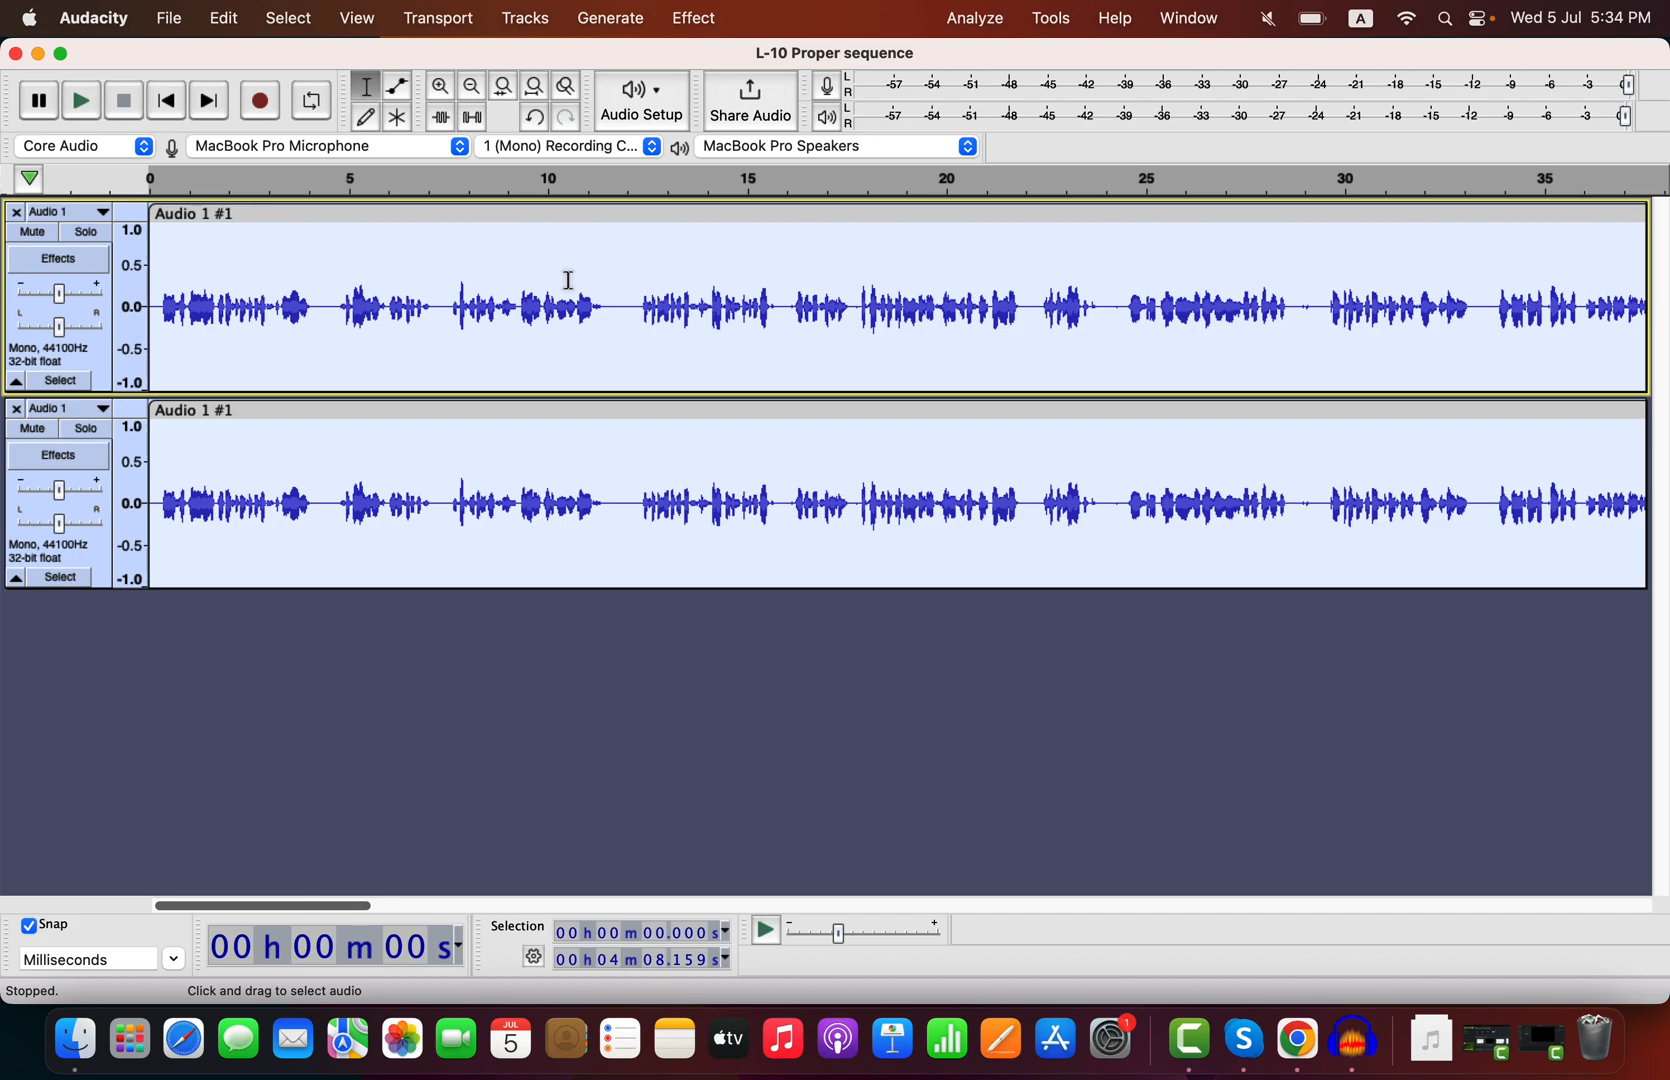 Audacity File Edit Select View Transport Tracks Generate Effect Analyze Tools Help Window A Wed 5 Jul 5:34 PM
L-10 Proper sequence
Audio Setup
Share Audio
L
R
-57 -54 -51 -48 -45 -42 -39 -36 -33 -30 -27 -24 -21 -18 -15 -12 -9 -6 -3
L
R
-57 -54 -51 -48 -45 -42 -39 -36 -33 -30 -27 -24 -21 -18 -15 -12 -9 -6 -3
Core Audio MacBook Pro Microphone 1 (Mono) Recording C... MacBook Pro Speakers
0 5 10 15 20 25 30 35
Audio 1
Mute Solo
Effects
- +
L R
Mono, 44100Hz
32-bit float
Select
1.0
0.5-
0.0-
-0.5-
-1.0
Audio 1 #1
Audio 1
Mute Solo
Effects
- +
L R
Mono, 44100Hz
32-bit float
Select
1.0
0.5-
0.0-
-0.5-
-1.0
Audio 1 #1
Snap
Milliseconds
00 h 00 m 00 s
Selection
00 h 00 m 00.000 s
00 h 04 m 08.159 s
- +
Stopped. Click and drag to select audio
JUL
5
tv
1